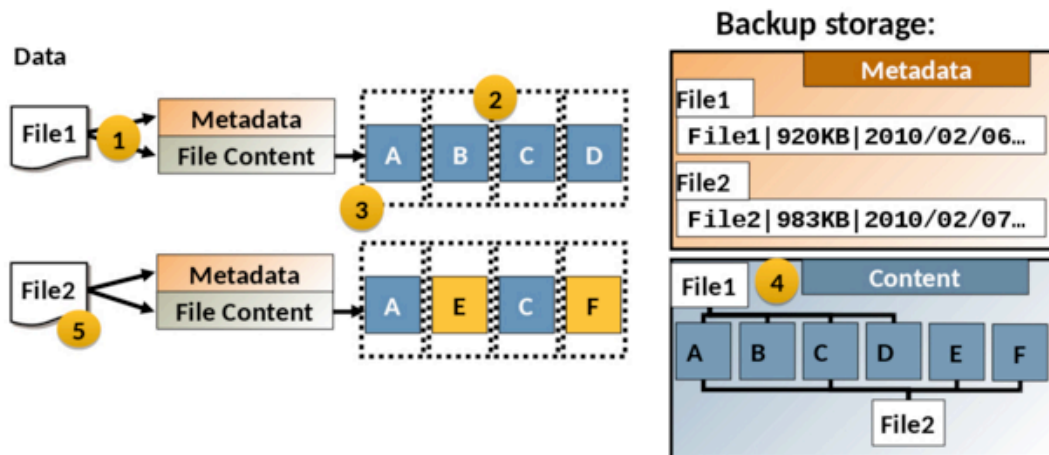 Backup storage:
Data
File1
1
Metadata
File Content
2
A B C D
3
File2
5
Metadata
File Content
A E C F
Metadata
File1
File1|920KB|2010/02/06…
File2
File2|983KB|2010/02/07…
Content
4
File1
A B C D E F
File2